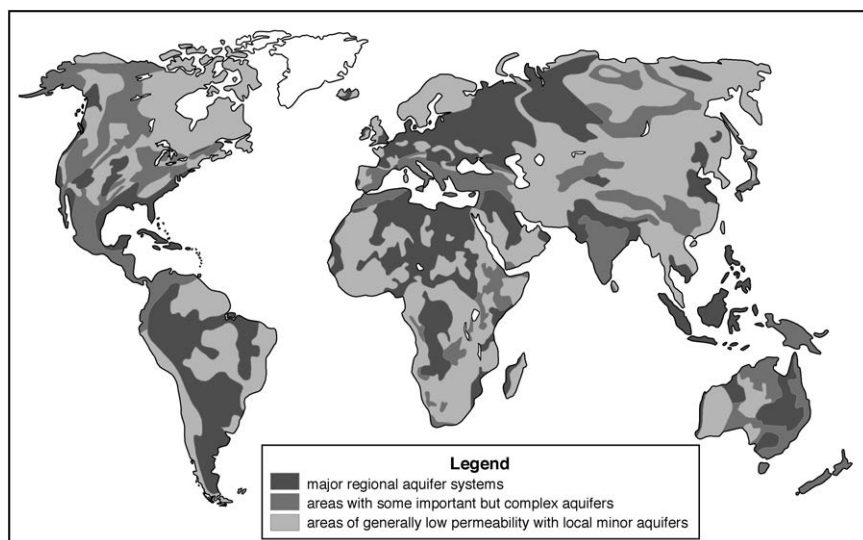 Legend
major regional aquifer systems
areas with some important but complex aquifers
areas of generally low permeability with local minor aquifers